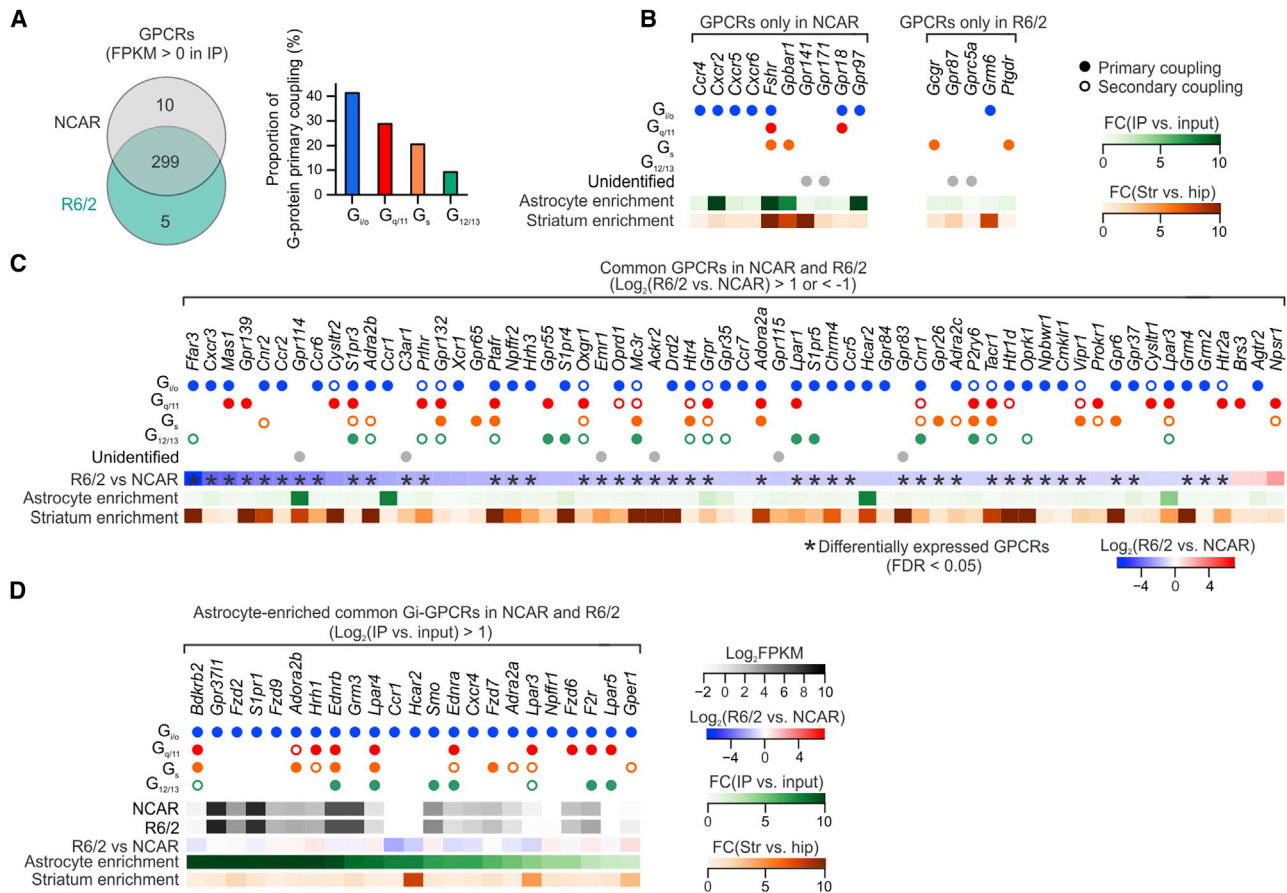 A
GPCRs
(FPKM > 0 in IP)
NCAR
10
299
R6/2
5
Proportion of
G-protein primary coupling (%)
40
30
20
10
0
Gi/o
Gq/11
Gs
G12/13
B
GPCRs only in NCAR
GPCRs only in R6/2
Ccr4
Cxcr2
Cxcr5
Cxcr6
Fshr
Gpbar1
Gpr141
Gpr171
Gpr18
Gpr97
Gcgr
Gpr87
Gprc5a
Grm6
Ptgdr
Gi/o
Gq/11
Gs
G12/13
Unidentified
Astrocyte enrichment
Striatum enrichment
Primary coupling
Secondary coupling
FC(IP vs. input)
0 5 10
FC(Str vs. hip)
0 5 10
C
Common GPCRs in NCAR and R6/2
(Log2(R6/2 vs. NCAR) > 1 or < -1)
Ffar3
Cxcr3
Mas1
Gpr139
Cnr2
Ccr2
Gpr114
Ccr6
Cysltr2
S1pr3
Adra2b
Ccr1
C3ar1
Prlhr
Gpr132
Xcr1
Gpr65
Ptafr
Npffr2
Hrh3
Gpr55
S1pr4
Oxgr1
Emr1
Oprd1
Mc3r
Ackr2
Drd2
Htr4
Grpr
Gpr35
Ccr7
Adora2a
Gpr115
Lpar1
S1pr5
Chrm4
Ccr5
Hcar2
Gpr84
Gpr83
Cnr1
Gpr26
Adra2c
P2ry6
Tacr1
Htr1d
Oprk1
Npbwr1
Cmklr1
Vipr1
Prokr1
Gpr6
Gpr37
Cysltr1
Lpar3
Grm4
Grm2
Htr2a
Brs3
Agtr2
Npsr1
Gi/o
Gq/11
Gs
G12/13
Unidentified
R6/2 vs NCAR
Astrocyte enrichment
Striatum enrichment
* Differentially expressed GPCRs
(FDR < 0.05)
Log2(R6/2 vs. NCAR)
−4 0 4
D
Astrocyte-enriched common Gi-GPCRs in NCAR and R6/2
(Log2(IP vs. input) > 1)
Bdkrb2
Gpr37l1
Fzd2
S1pr1
Fzd9
Adora2b
Hrh1
Ednrb
Grm3
Lpar4
Ccr1
Hcar2
Smo
Ednra
Cxcr4
Fzd7
Adra2a
Lpar3
Npffr1
Fzd6
F2r
Lpar5
Gper1
Gi/o
Gq/11
Gs
G12/13
NCAR
R6/2
R6/2 vs NCAR
Astrocyte enrichment
Striatum enrichment
Log2FPKM
−2 0 2 4 6 8 10
Log2(R6/2 vs. NCAR)
−4 0 4
FC(IP vs. input)
0 5 10
FC(Str vs. hip)
0 5 10